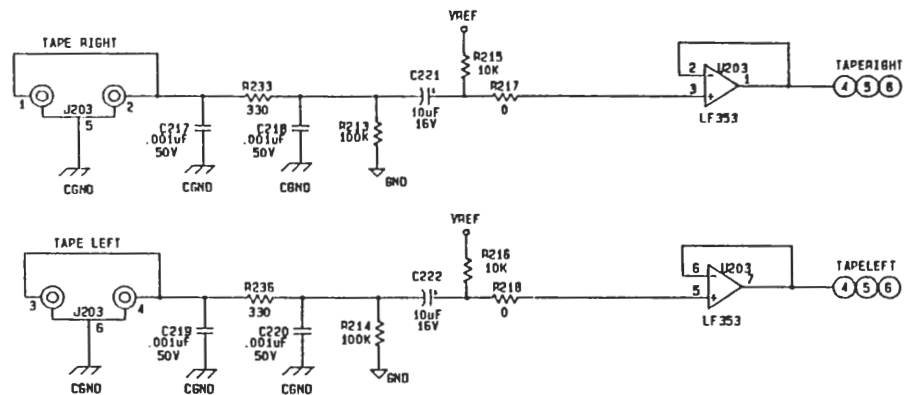 TAPE RIGHT
1
2
J203
5
CGND
C217
.001uF
50V
CGND
R233
330
C218
.001uF
50V
CGND
R213
100K
GND
C221
+
10uF
16V
VREF
R215
10K
R217
0
2
-
3
+
U203
1
LF353
TAPERIGHT
4 5 6
TAPE LEFT
3
4
J203
6
CGND
C219
.001uF
50V
CGND
R236
330
C220
.001uF
50V
CGND
R214
100K
GND
C222
+
10uF
16V
VREF
R216
10K
R218
0
6
-
5
+
U203
7
LF353
TAPELEFT
4 5 6